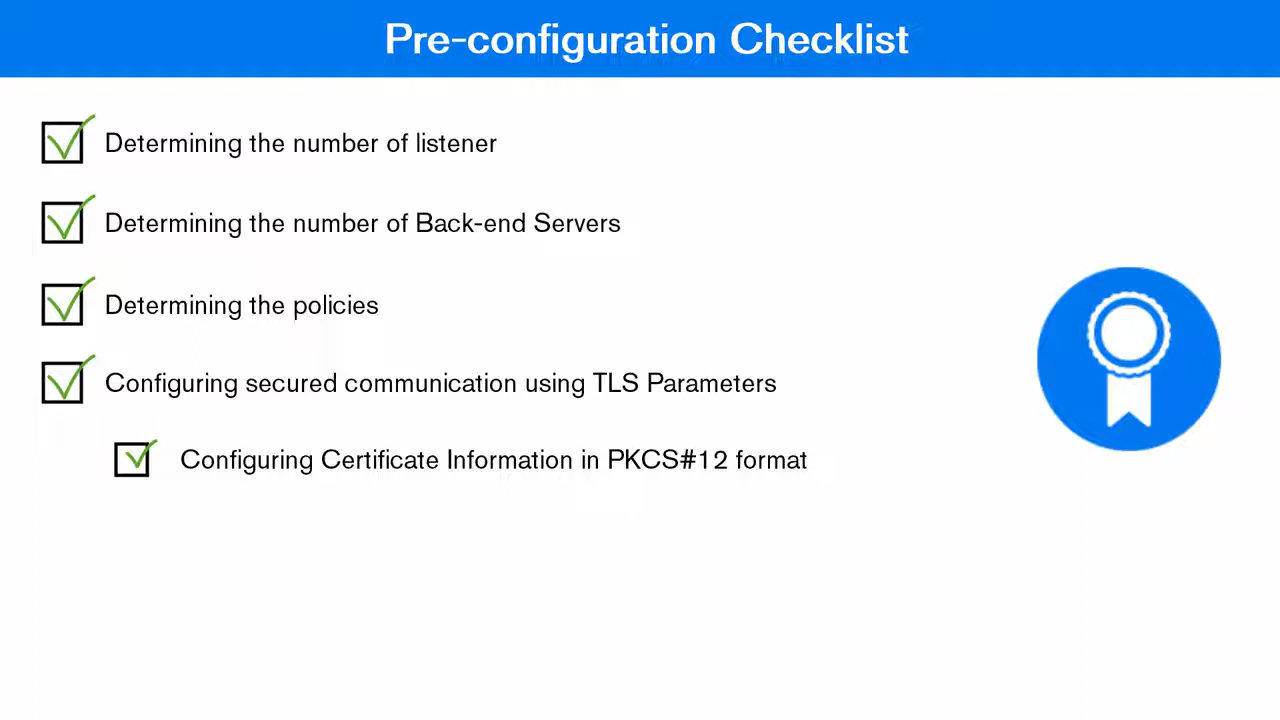 Pre-configuration Checklist
Determining the number of listener
Determining the number of Back-end Servers
Determining the policies
Configuring secured communication using TLS Parameters
Configuring Certificate Information in PKCS#12 format